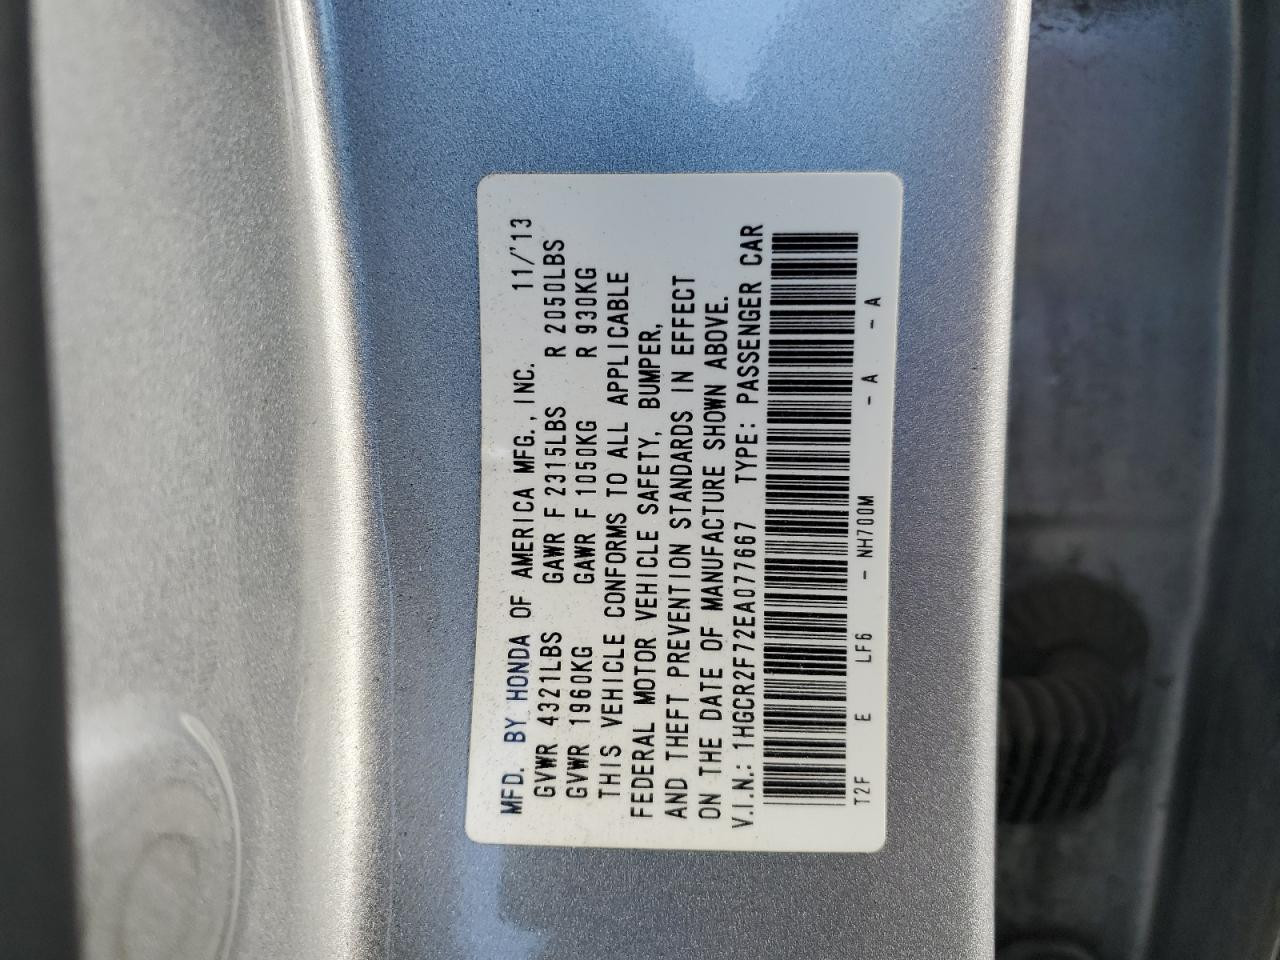 MFD. BY HONDA OF AMERICA MFG., INC. 11/'13
GVWR 4321LBS GAWR F 2315LBS R 2050LBS
GVWR 1960KG GAWR F 1050KG R 930KG
THIS VEHICLE CONFORMS TO ALL APPLICABLE
FEDERAL MOTOR VEHICLE SAFETY, BUMPER,
AND THEFT PREVENTION STANDARDS IN EFFECT
ON THE DATE OF MANUFACTURE SHOWN ABOVE.
V.I.N.: 1HGCR2F72EA077667 TYPE: PASSENGER CAR
T2F E LF6 - NH700M - A - A